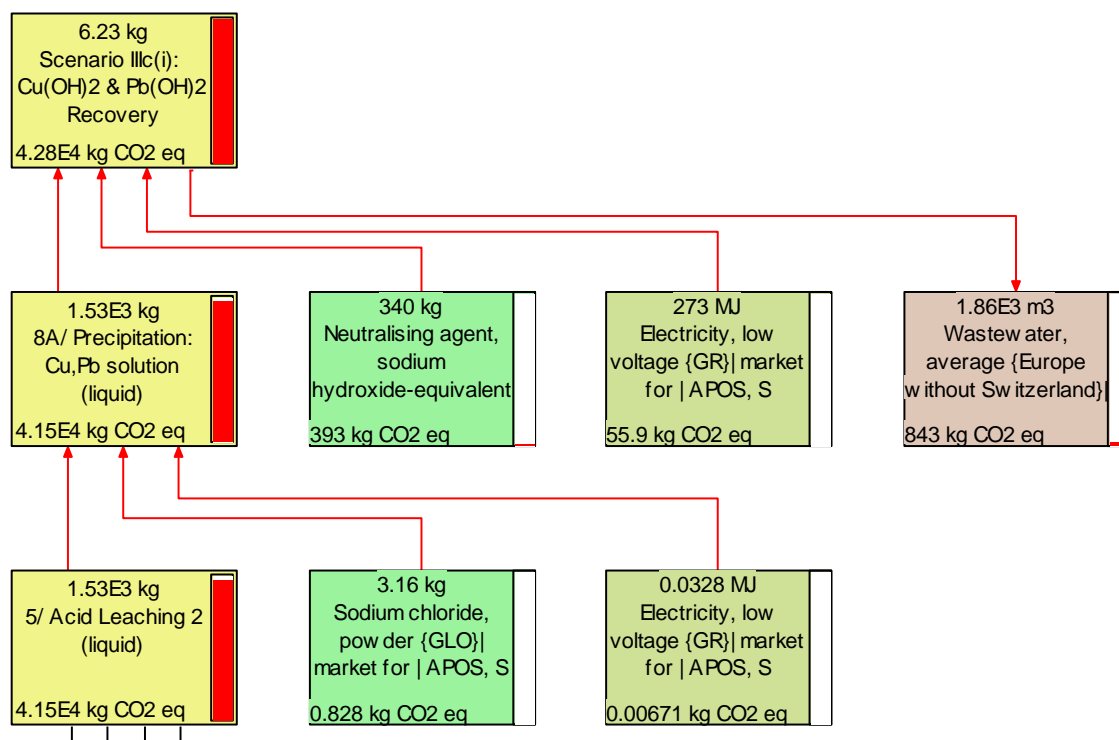 6.23 kg
Scenario IIIc(i):
Cu(OH)2 & Pb(OH)2
Recovery
4.28E4 kg CO2 eq
1.53E3 kg
8A/ Precipitation:
Cu,Pb solution
(liquid)
4.15E4 kg CO2 eq
340 kg
Neutralising agent,
sodium
hydroxide-equivalent
393 kg CO2 eq
273 MJ
Electricity, low
voltage {GR}| market
for | APOS, S
55.9 kg CO2 eq
1.86E3 m3
Wastewater,
average {Europe
without Switzerland}|
843 kg CO2 eq
1.53E3 kg
5/ Acid Leaching 2
(liquid)
4.15E4 kg CO2 eq
3.16 kg
Sodium chloride,
powder {GLO}|
market for | APOS, S
0.828 kg CO2 eq
0.0328 MJ
Electricity, low
voltage {GR}| market
for | APOS, S
0.00671 kg CO2 eq